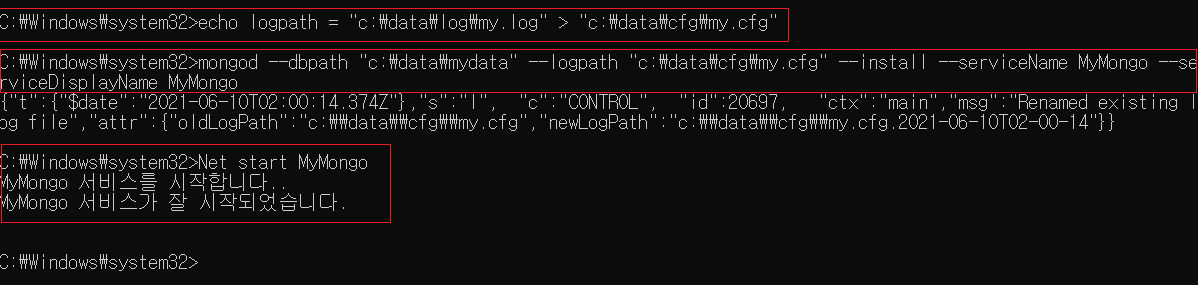 C:₩Windows₩system32>echo logpath = "c:₩data₩log₩my.log" > "c:₩data₩cfg₩my.cfg"
C:₩Windows₩system32>mongod --dbpath "c:₩data₩mydata" --logpath "c:₩data₩cfg₩my.cfg" --install --serviceName MyMongo --se
rviceDisplayName MyMongo
{"t":{"$date":"2021-06-10T02:00:14.374Z"},"s":"I",  "c":"CONTROL",  "id":20697,   "ctx":"main","msg":"Renamed existing l
og file","attr":{"oldLogPath":"c:₩₩data₩₩cfg₩₩my.cfg","newLogPath":"c:₩₩data₩₩cfg₩₩my.cfg.2021-06-10T02-00-14"}}
C:₩Windows₩system32>Net start MyMongo
MyMongo 서비스를 시작합니다..
MyMongo 서비스가 잘 시작되었습니다.
C:₩Windows₩system32>